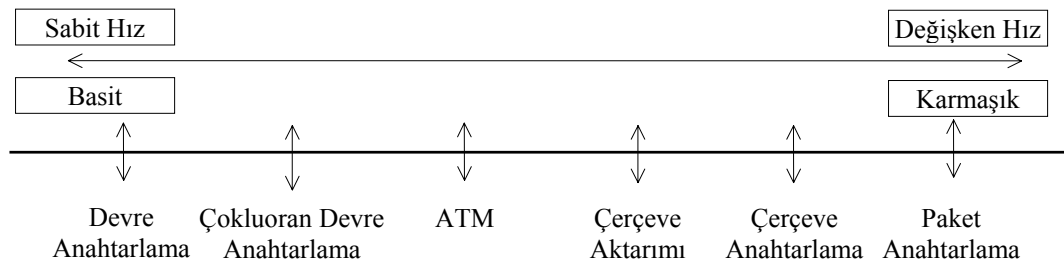 Sabit Hız
Değişken Hız
Basit
Karmaşık
Devre
Anahtarlama
Çokluoran Devre
Anahtarlama
ATM
Çerçeve
Aktarımı
Çerçeve
Anahtarlama
Paket
Anahtarlama